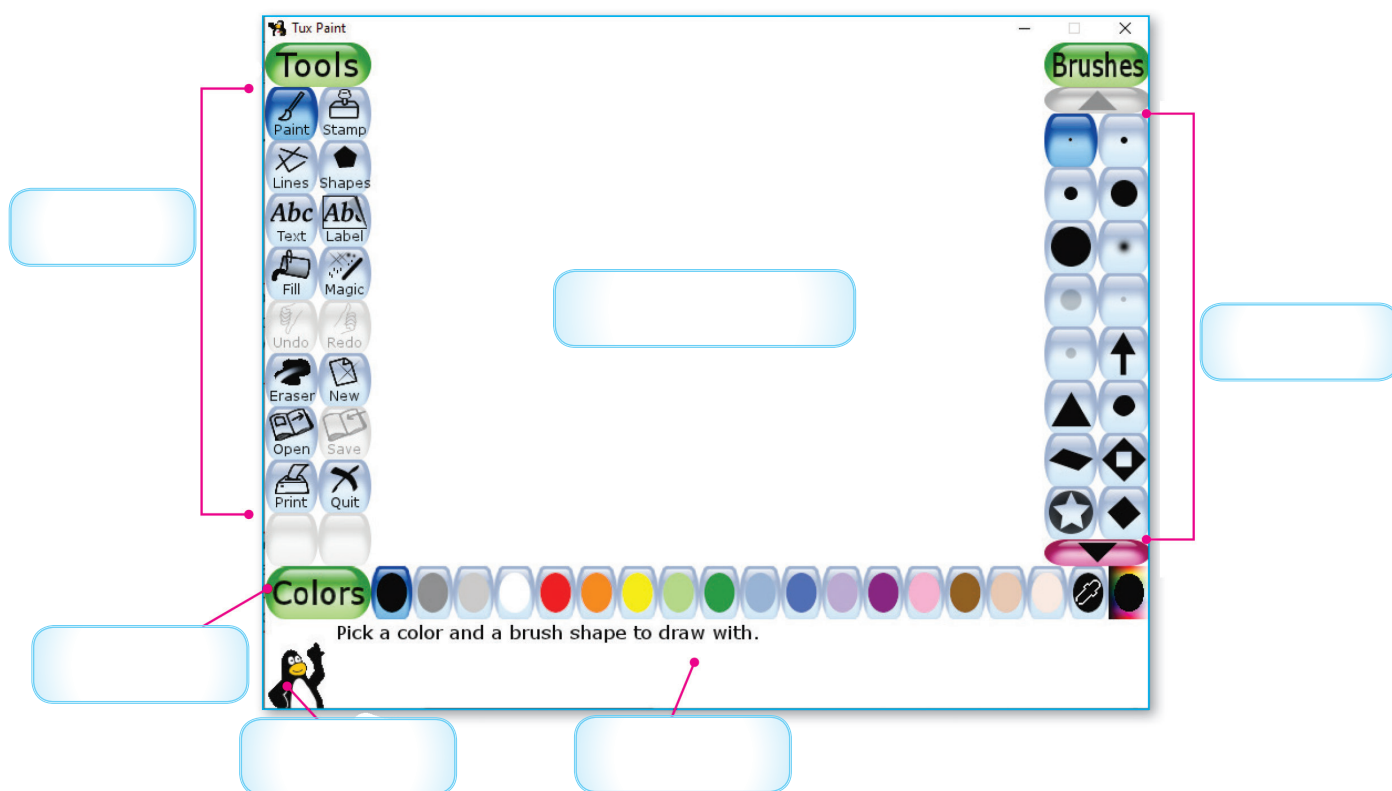 Tux Paint
Tools
Brushes
Paint Stamp
Lines Shapes
Abc Abc
Text Label
Fill Magic
Undo Redo
Eraser New
Open Save
Print Quit
Colors
Pick a color and a brush shape to draw with.